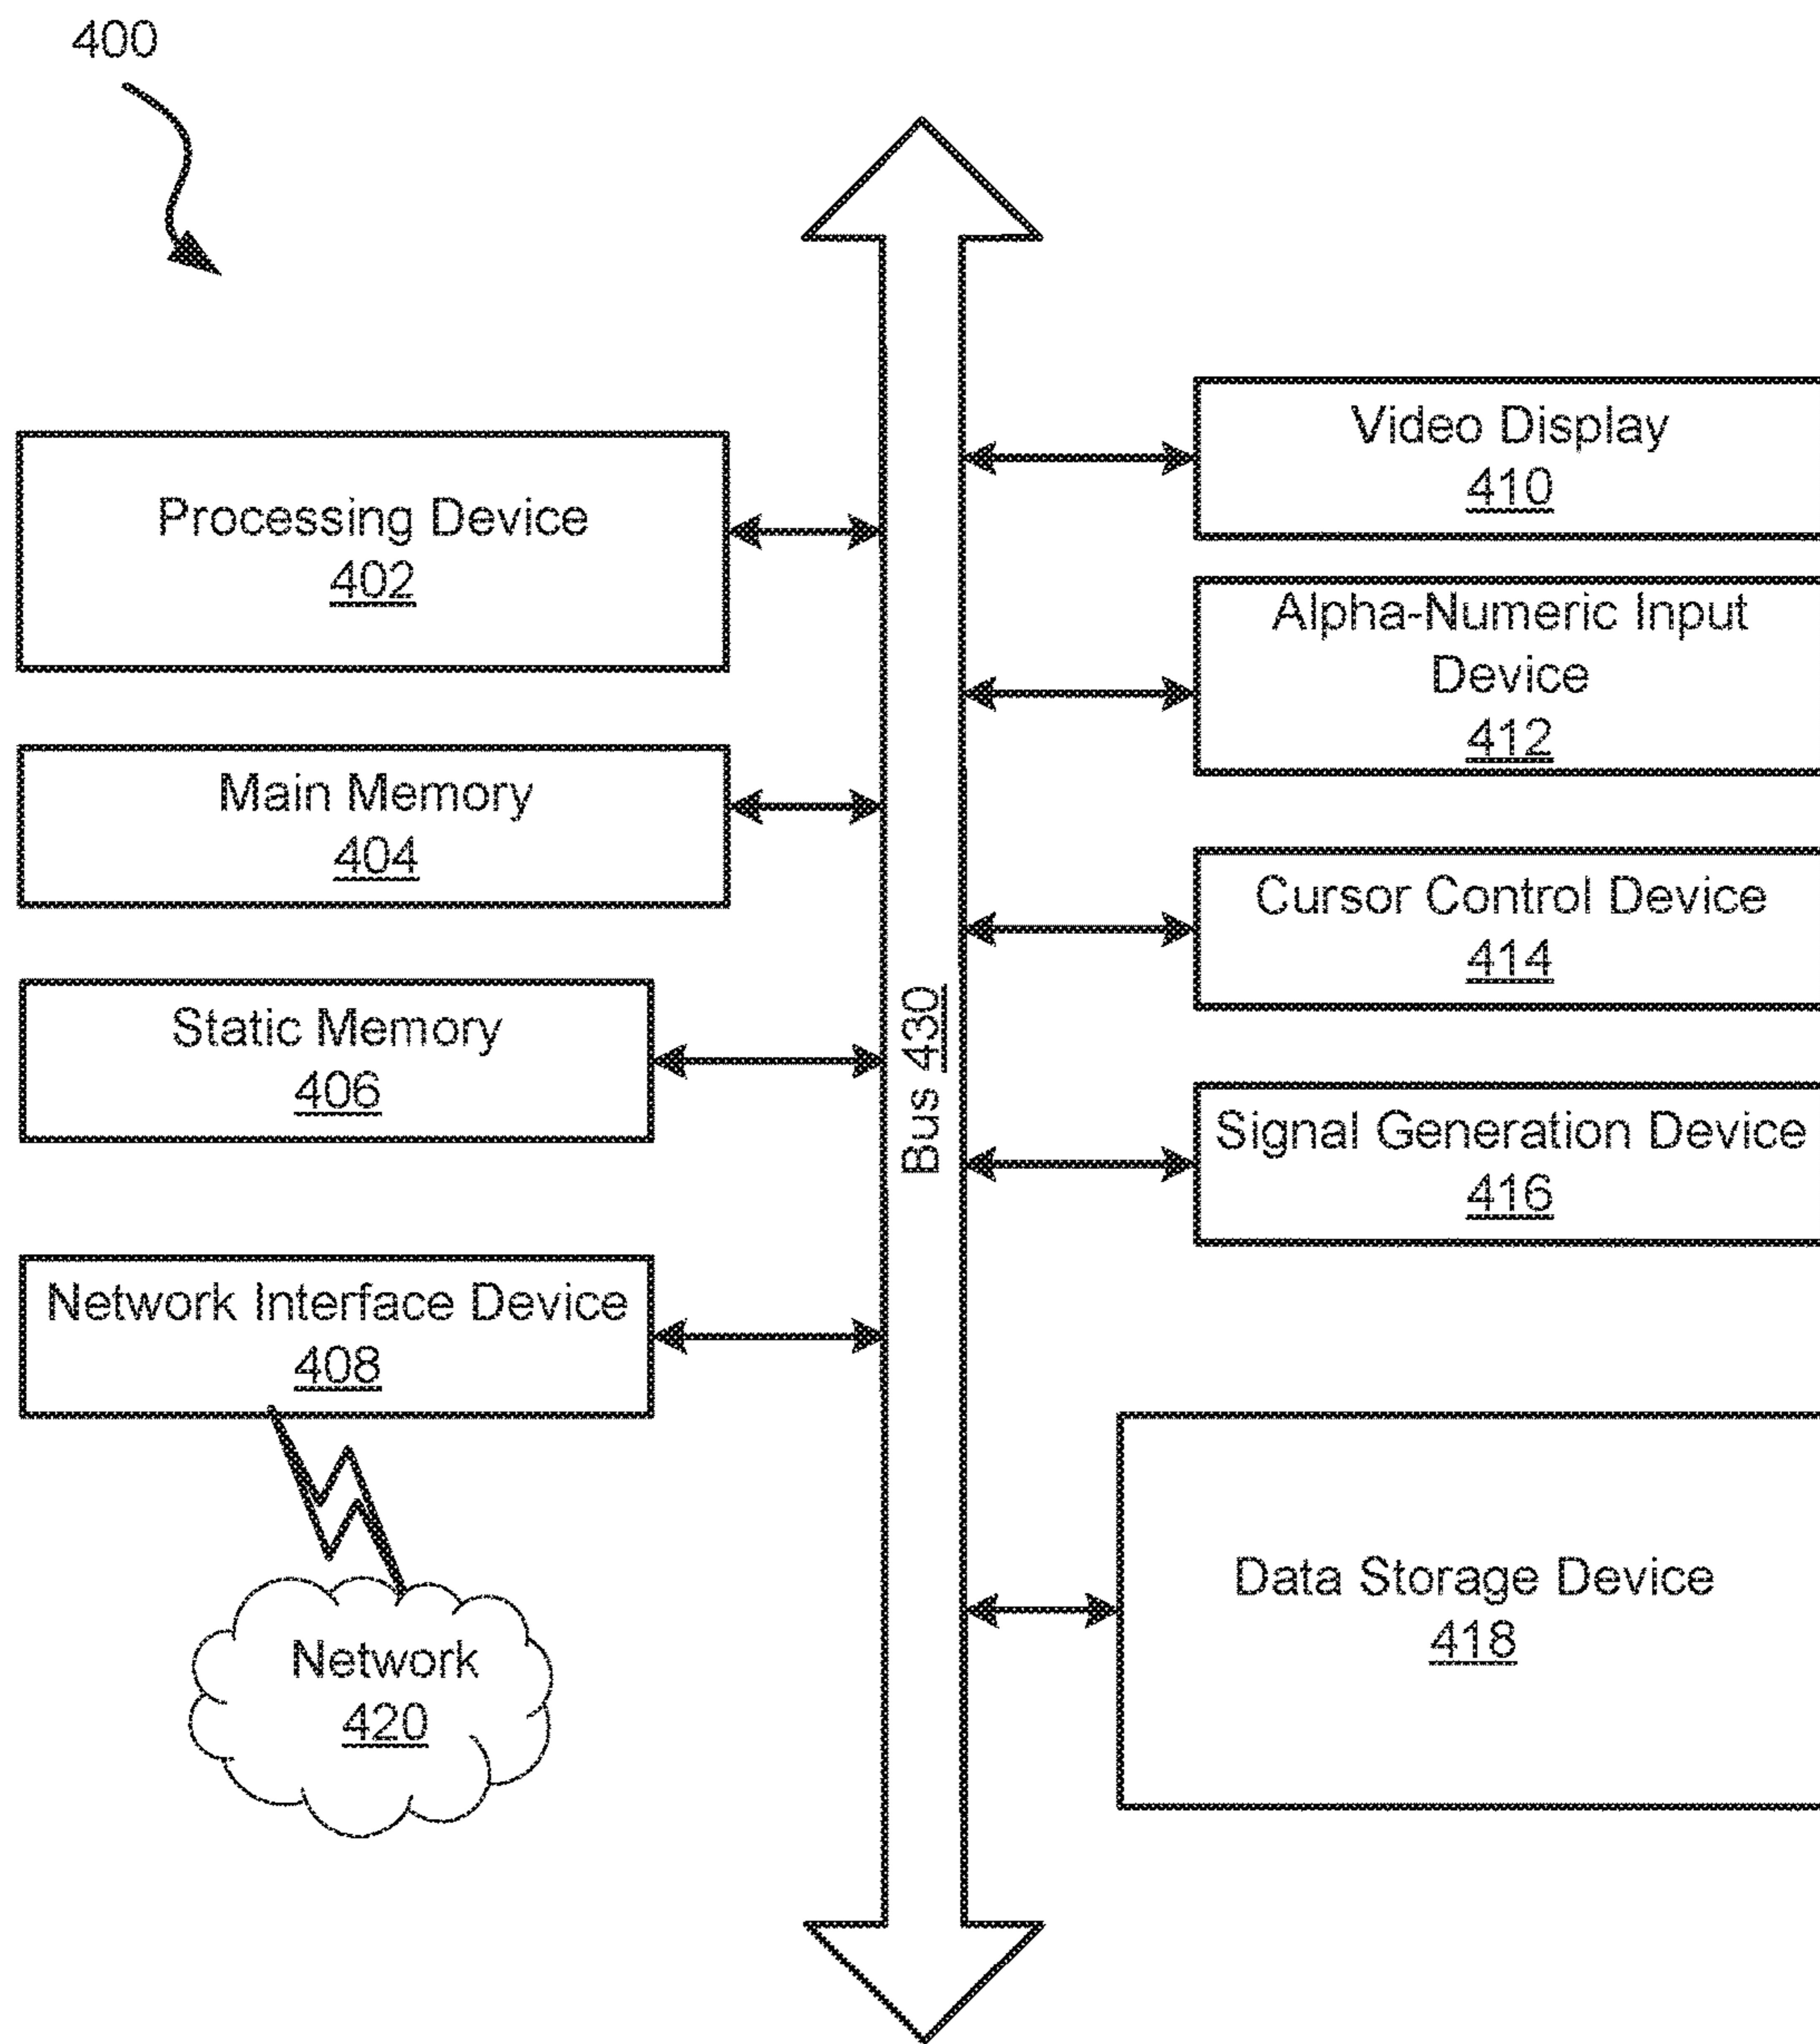 400
Processing Device
402
Main Memory
404
Static Memory
406
Network Interface Device
408
Network
420
Bus 430
Video Display
410
Alpha-Numeric Input
Device
412
Cursor Control Device
414
Signal Generation Device
416
Data Storage Device
418